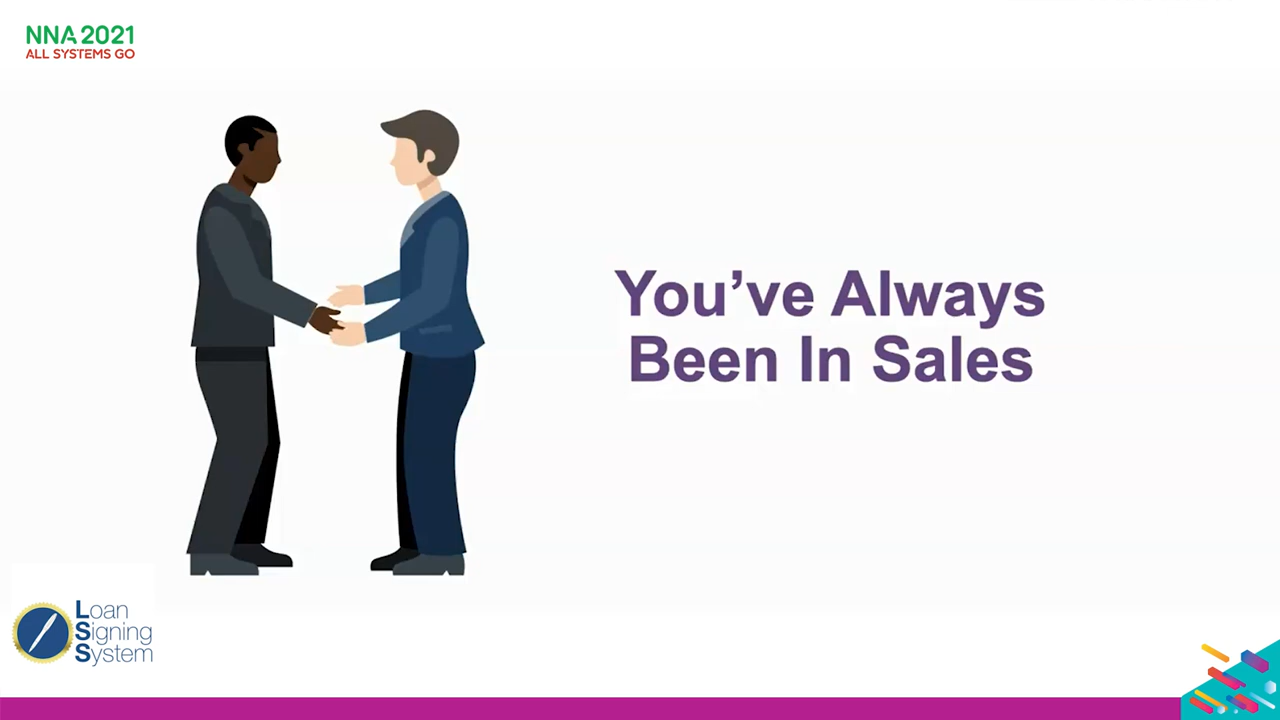 NNA 2021
ALL SYSTEMS GO
You’ve Always
Been In Sales
Loan
Signing
System